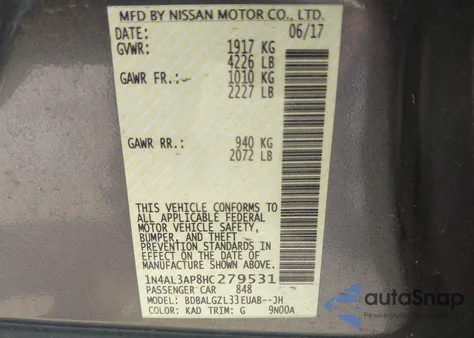 MFD BY NISSAN MOTOR CO., LTD.
DATE: 06/17
GVWR: 1917 KG
4226 LB
GAWR FR.: 1010 KG
2227 LB
GAWR RR.: 940 KG
2072 LB
THIS VEHICLE CONFORMS TO
ALL APPLICABLE FEDERAL
MOTOR VEHICLE SAFETY,
BUMPER, AND THEFT
PREVENTION STANDARDS IN
EFFECT ON THE DATE OF
MANUFACTURE SHOWN ABOVE.
1N4AL3AP8HC279531
PASSENGER CAR 848
MODEL: BDBALGZL33EUAB--JH
COLOR: KAD TRIM: G 9N00A
autoSnap